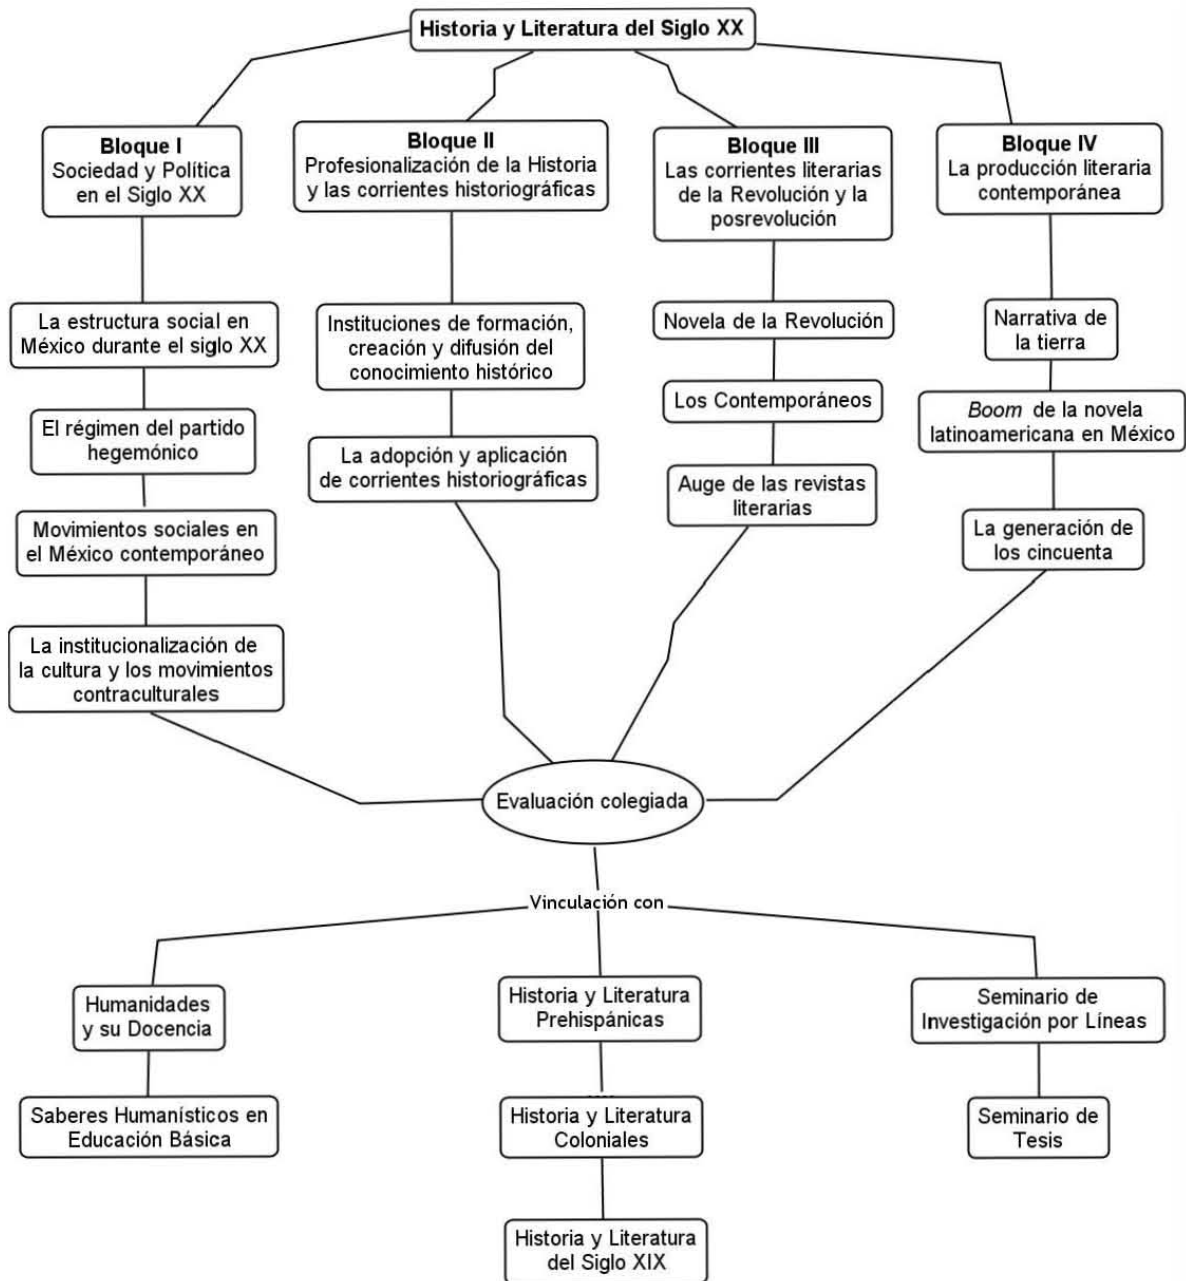 Historia y Literatura del Siglo XX
Bloque I
Sociedad y Política
en el Siglo XX
Bloque II
Profesionalización de la Historia
y las corrientes historiográficas
Bloque III
Las corrientes literarias
de la Revolución y la
posrevolución
Bloque IV
La producción literaria
contemporánea
La estructura social en
México durante el siglo XX
El régimen del partido
hegemónico
Movimientos sociales en
el México contemporáneo
La institucionalización de
la cultura y los movimientos
contraculturales
Instituciones de formación,
creación y difusión del
conocimiento histórico
La adopción y aplicación
de corrientes historiográficas
Novela de la Revolución
Los Contemporáneos
Auge de las revistas
literarias
Narrativa de
la tierra
Boom de la novela
latinoamericana en México
La generación de
los cincuenta
Evaluación colegiada
Vinculación con
Humanidades
y su Docencia
Saberes Humanísticos en
Educación Básica
Historia y Literatura
Prehispánicas
Historia y Literatura
Coloniales
Historia y Literatura
del Siglo XIX
Seminario de
Investigación por Líneas
Seminario de
Tesis